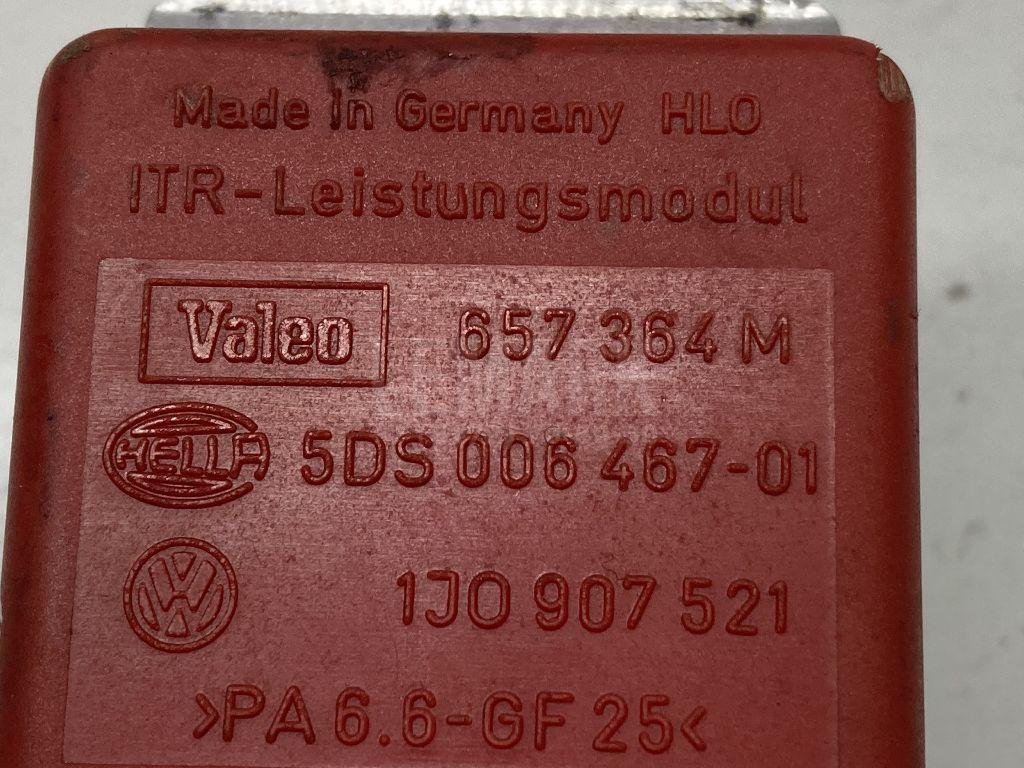 Made In Germany HLO
ITR-Leistungsmodul
Valeo 657 364 M
HELLA 5DS 006 467-01
VW 1J0 907 521
>PA 6.6-GF 25<